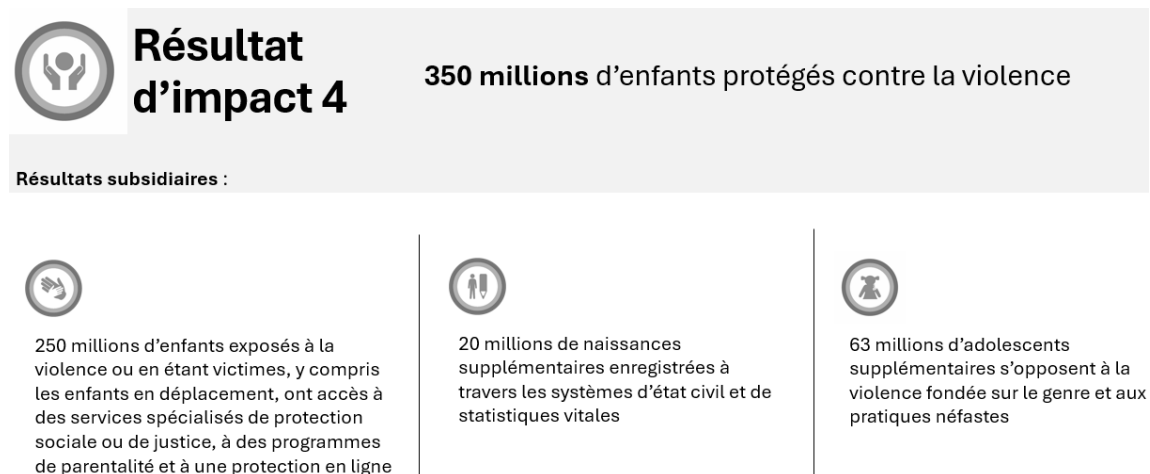 Résultat
d’impact 4
350 millions d’enfants protégés contre la violence
Résultats subsidiaires :
250 millions d’enfants exposés à la
violence ou en étant victimes, y compris
les enfants en déplacement, ont accès à
des services spécialisés de protection
sociale ou de justice, à des programmes
de parentalité et à une protection en ligne
20 millions de naissances
supplémentaires enregistrées à
travers les systèmes d’état civil et de
statistiques vitales
63 millions d’adolescents
supplémentaires s’opposent à la
violence fondée sur le genre et aux
pratiques néfastes